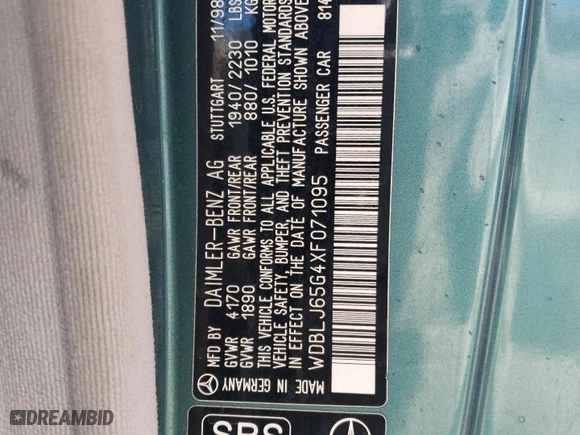 MFD BY DAIMLER-BENZ AG STUTTGART 11/98
GVWR 4170 GAWR FRONT/REAR 1940/2230 LBS
GVWR 1890 GAWR FRONT/REAR 880/1010 KG
THIS VEHICLE CONFORMS TO ALL APPLICABLE U.S. FEDERAL MOTOR
VEHICLE SAFETY, BUMPER, AND THEFT PREVENTION STANDARDS
IN EFFECT ON THE DATE OF MANUFACTURE SHOWN ABOVE
WDBLJ65G4XF071095 PASSENGER CAR 814
MADE IN GERMANY
SRS
DREAMBID